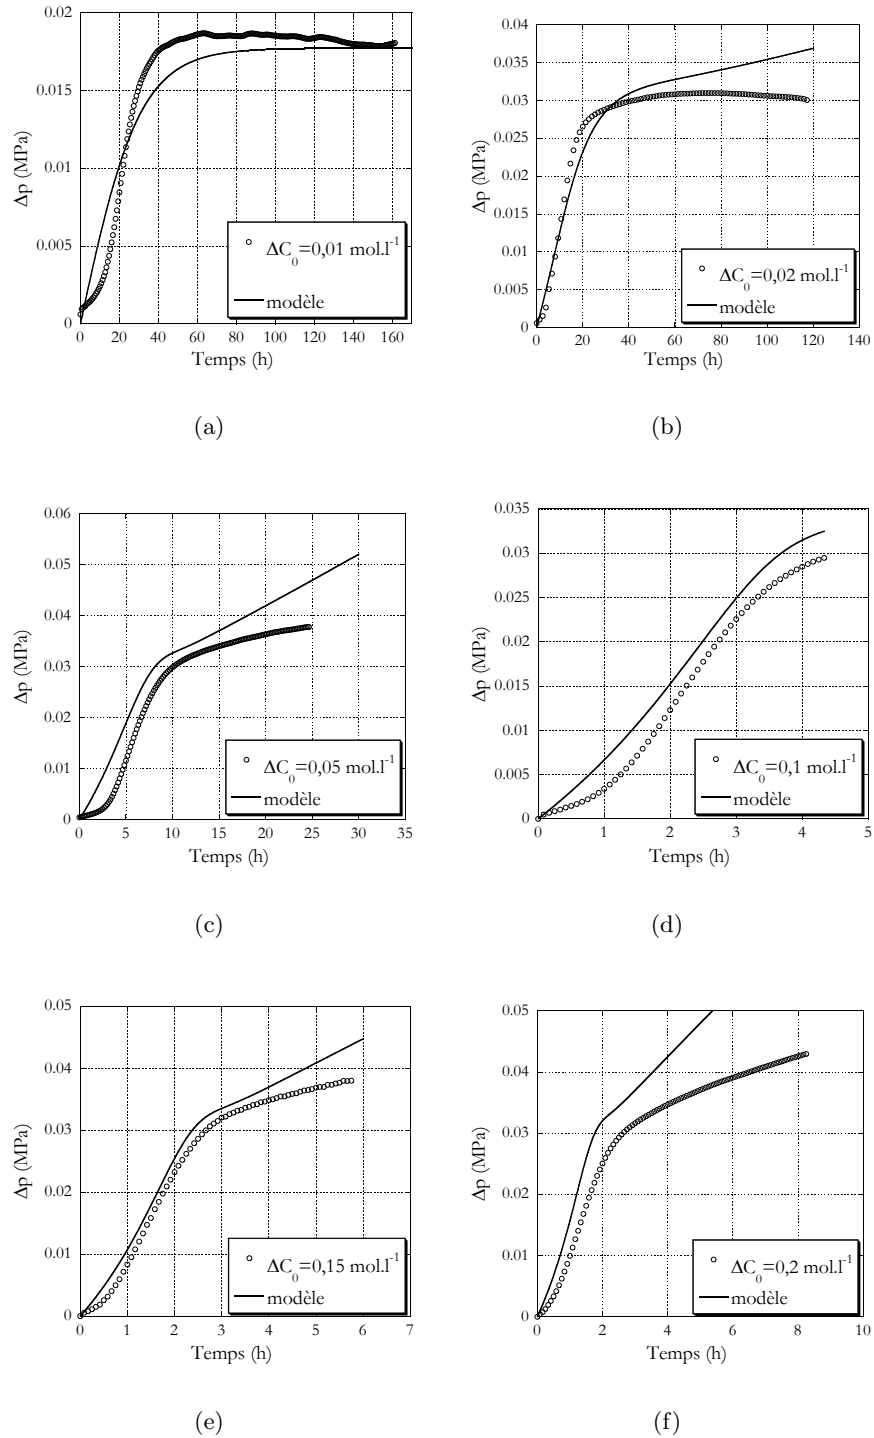 0.02
0.015
0.01
0.005
0
Δp (MPa)
0 20 40 60 80 100 120 140 160
Temps (h)
ΔC0=0,01 mol.l-1
modèle
(a)
0.04
0.035
0.03
0.025
0.02
0.015
0.01
0.005
0
Δp (MPa)
0 20 40 60 80 100 120 140
Temps (h)
ΔC0=0,02 mol.l-1
modèle
(b)
0.06
0.05
0.04
0.03
0.02
0.01
0
Δp (MPa)
0 5 10 15 20 25 30 35
Temps (h)
ΔC0=0,05 mol.l-1
modèle
(c)
0.035
0.03
0.025
0.02
0.015
0.01
0.005
0
Δp (MPa)
0 1 2 3 4 5
Temps (h)
ΔC0=0,1 mol.l-1
modèle
(d)
0.05
0.04
0.03
0.02
0.01
0
Δp (MPa)
0 1 2 3 4 5 6 7
Temps (h)
ΔC0=0,15 mol.l-1
modèle
(e)
0.05
0.04
0.03
0.02
0.01
0
Δp (MPa)
0 2 4 6 8 10
Temps (h)
ΔC0=0,2 mol.l-1
modèle
(f)